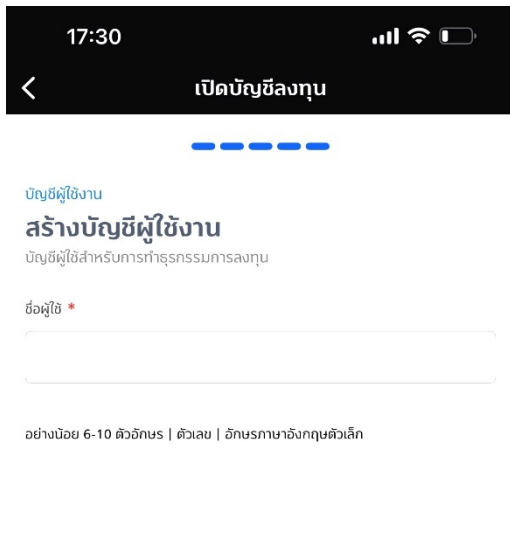 17:30
เปิดบัญชีลงทุน
บัญชีผู้ใช้งาน
สร้างบัญชีผู้ใช้งาน
บัญชีผู้ใช้สำหรับการทำธุรกรรมการลงทุน
ชื่อผู้ใช้ *
อย่างน้อย 6-10 ตัวอักษร | ตัวเลข | อักษรภาษาอังกฤษตัวเล็ก